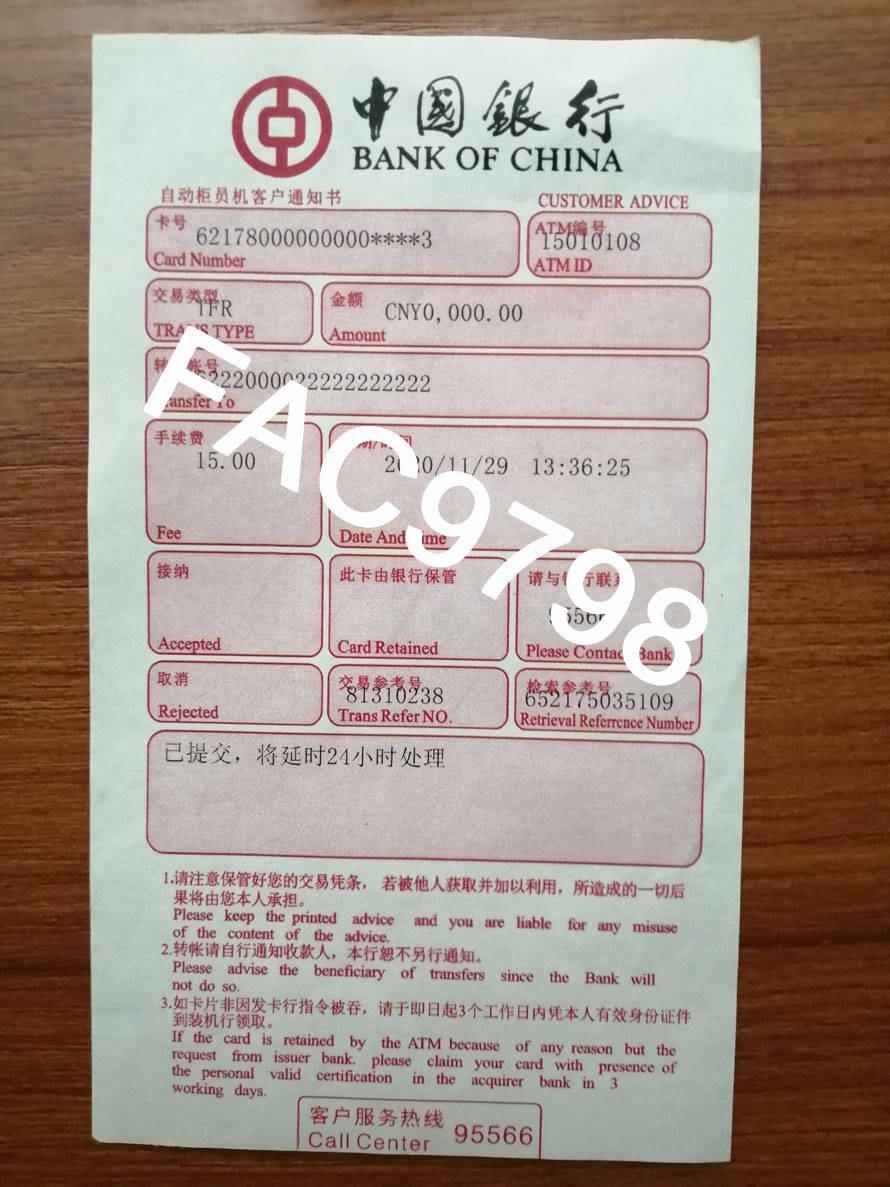 中國銀行
BANK OF CHINA
自动柜员机客户通知书 CUSTOMER ADVICE
卡号 ATM编号
62178000000000****3 15010108
Card Number ATM ID
交易类型 金额
TFR CNY0,000.00
TRANS TYPE Amount
6222000022222222222
手续费
15.00 2020/11/29 13:36:25
Fee Date And Time
接纳 此卡由银行保管 请与银行联系
95566
Accepted Card Retained Please Contact Bank
取消 交易参考号 检索参考号
81310238 652175035109
Rejected Trans Refer NO. Retrieval Referrence Number
已提交，将延时24小时处理
1.请注意保管好您的交易凭条， 若被他人获取并加以利用，所造成的一切后
果将由您本人承担。
Please keep the printed advice and you are liable for any misuse
of the content of the advice.
2.转帐请自行通知收款人，本行恕不另行通知。
Please advise the beneficiary of transfers since the Bank will
not do so.
3.如卡片非因发卡行指令被吞，请于即日起3个工作日内凭本人有效身份证件
到装机行领取。
If the card is retained by the ATM because of any reason but the
request from issuer bank. please claim your card with presence of
the personal valid certification in the acquirer bank in 3
working days.
客户服务热线
Call Center 95566
FAC9798